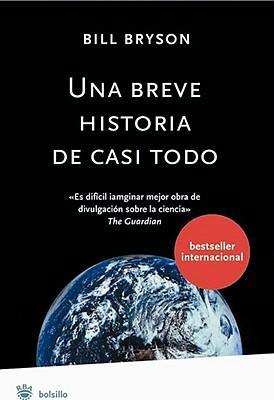 BILL BRYSON
UNA BREVE
HISTORIA
DE CASI TODO
«Es difícil iamginar mejor obra de
divulgación sobre la ciencia»
The Guardian
bestseller
internacional
RBA
bolsillo